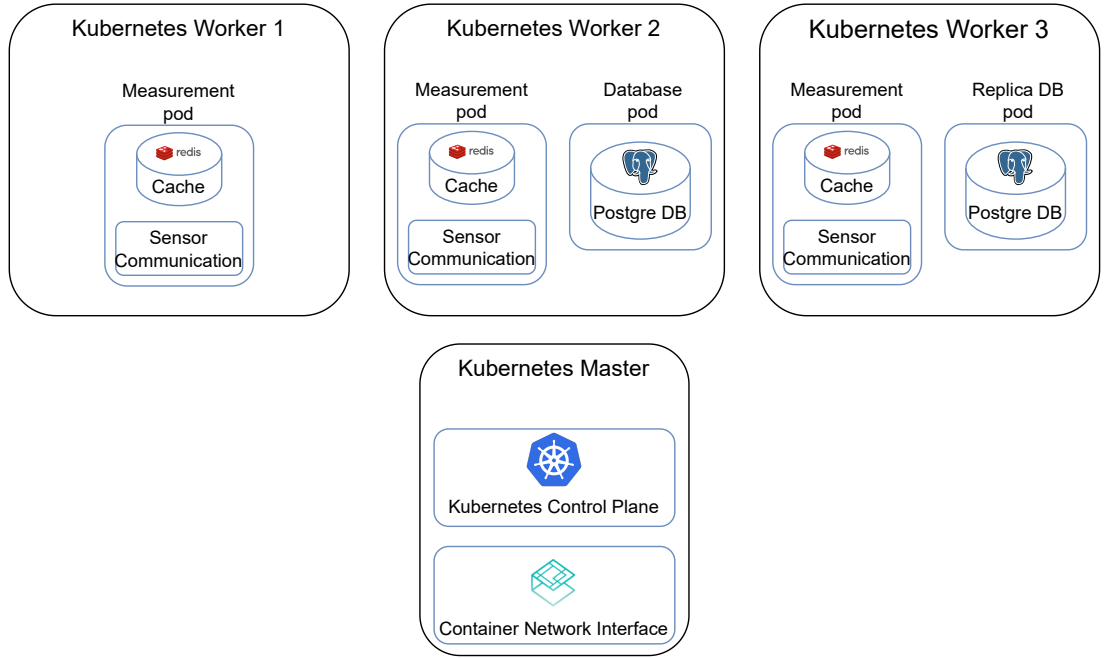 Kubernetes Worker 1
Measurement
pod
redis
Cache
Sensor
Communication
Kubernetes Worker 2
Measurement
pod
redis
Cache
Sensor
Communication
Database
pod
Postgre DB
Kubernetes Worker 3
Measurement
pod
redis
Cache
Sensor
Communication
Replica DB
pod
Postgre DB
Kubernetes Master
Kubernetes Control Plane
Container Network Interface